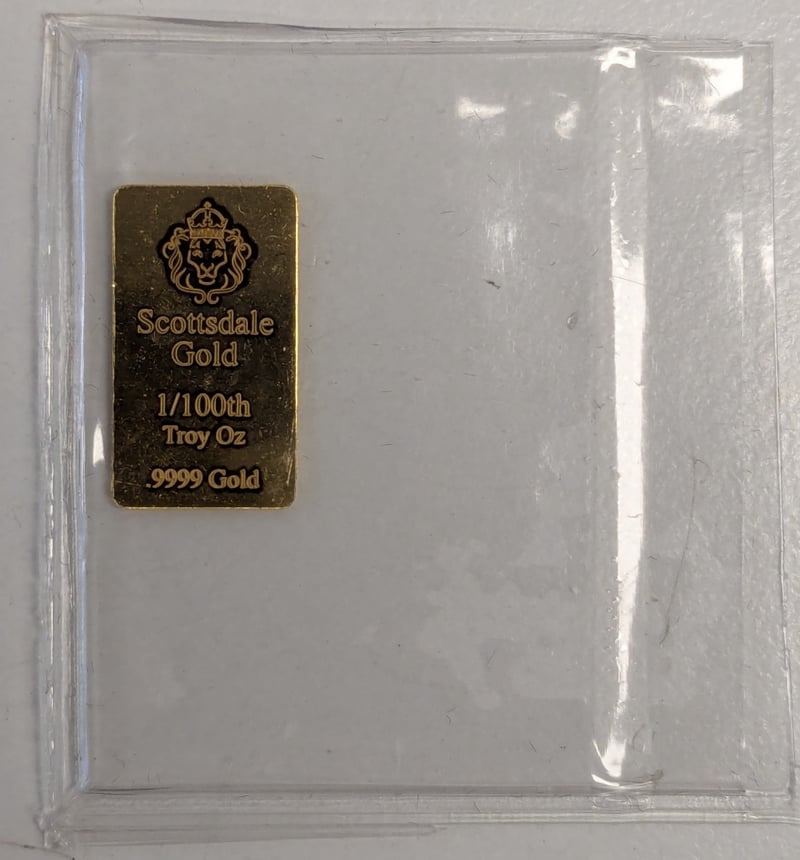 Scottsdale
Gold
1/100th
Troy Oz
.9999 Gold